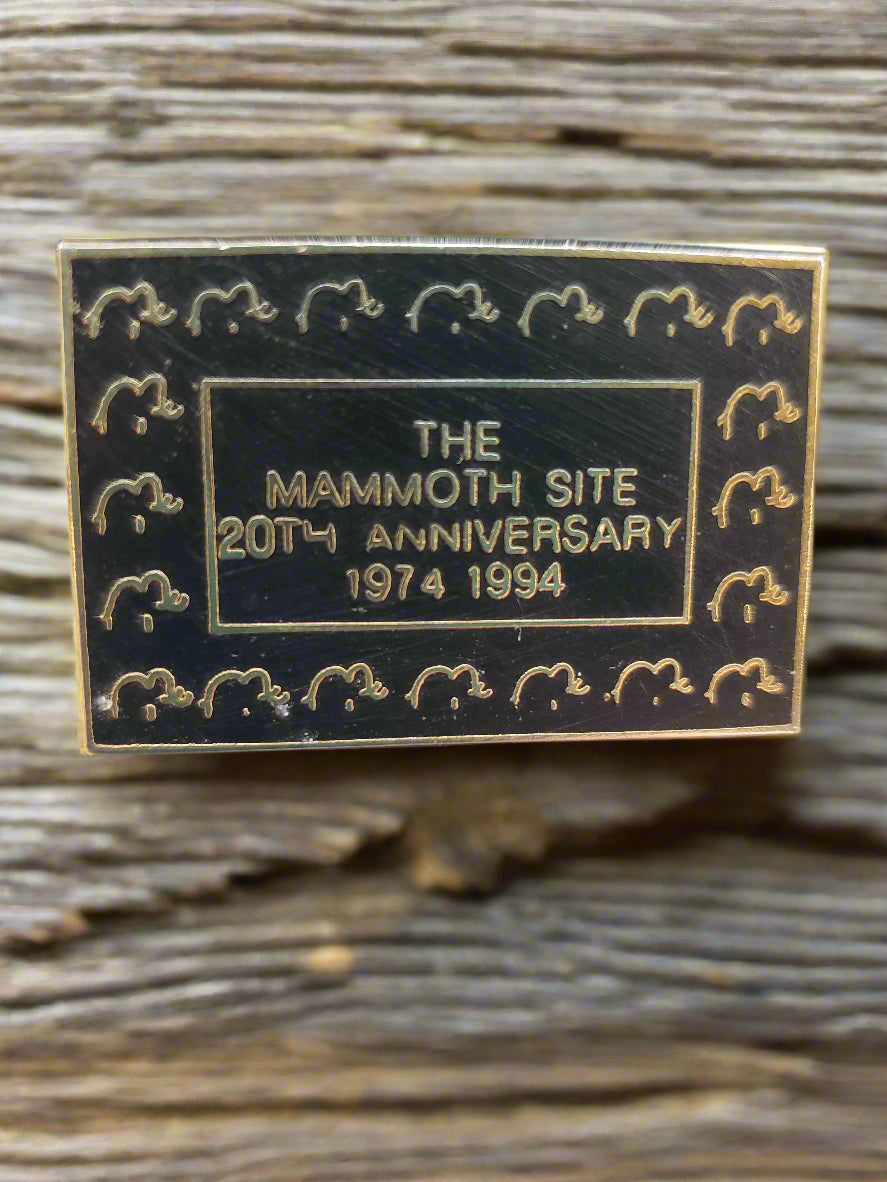 THE
MAMMOTH SITE
20TH ANNIVERSARY
1974 1994